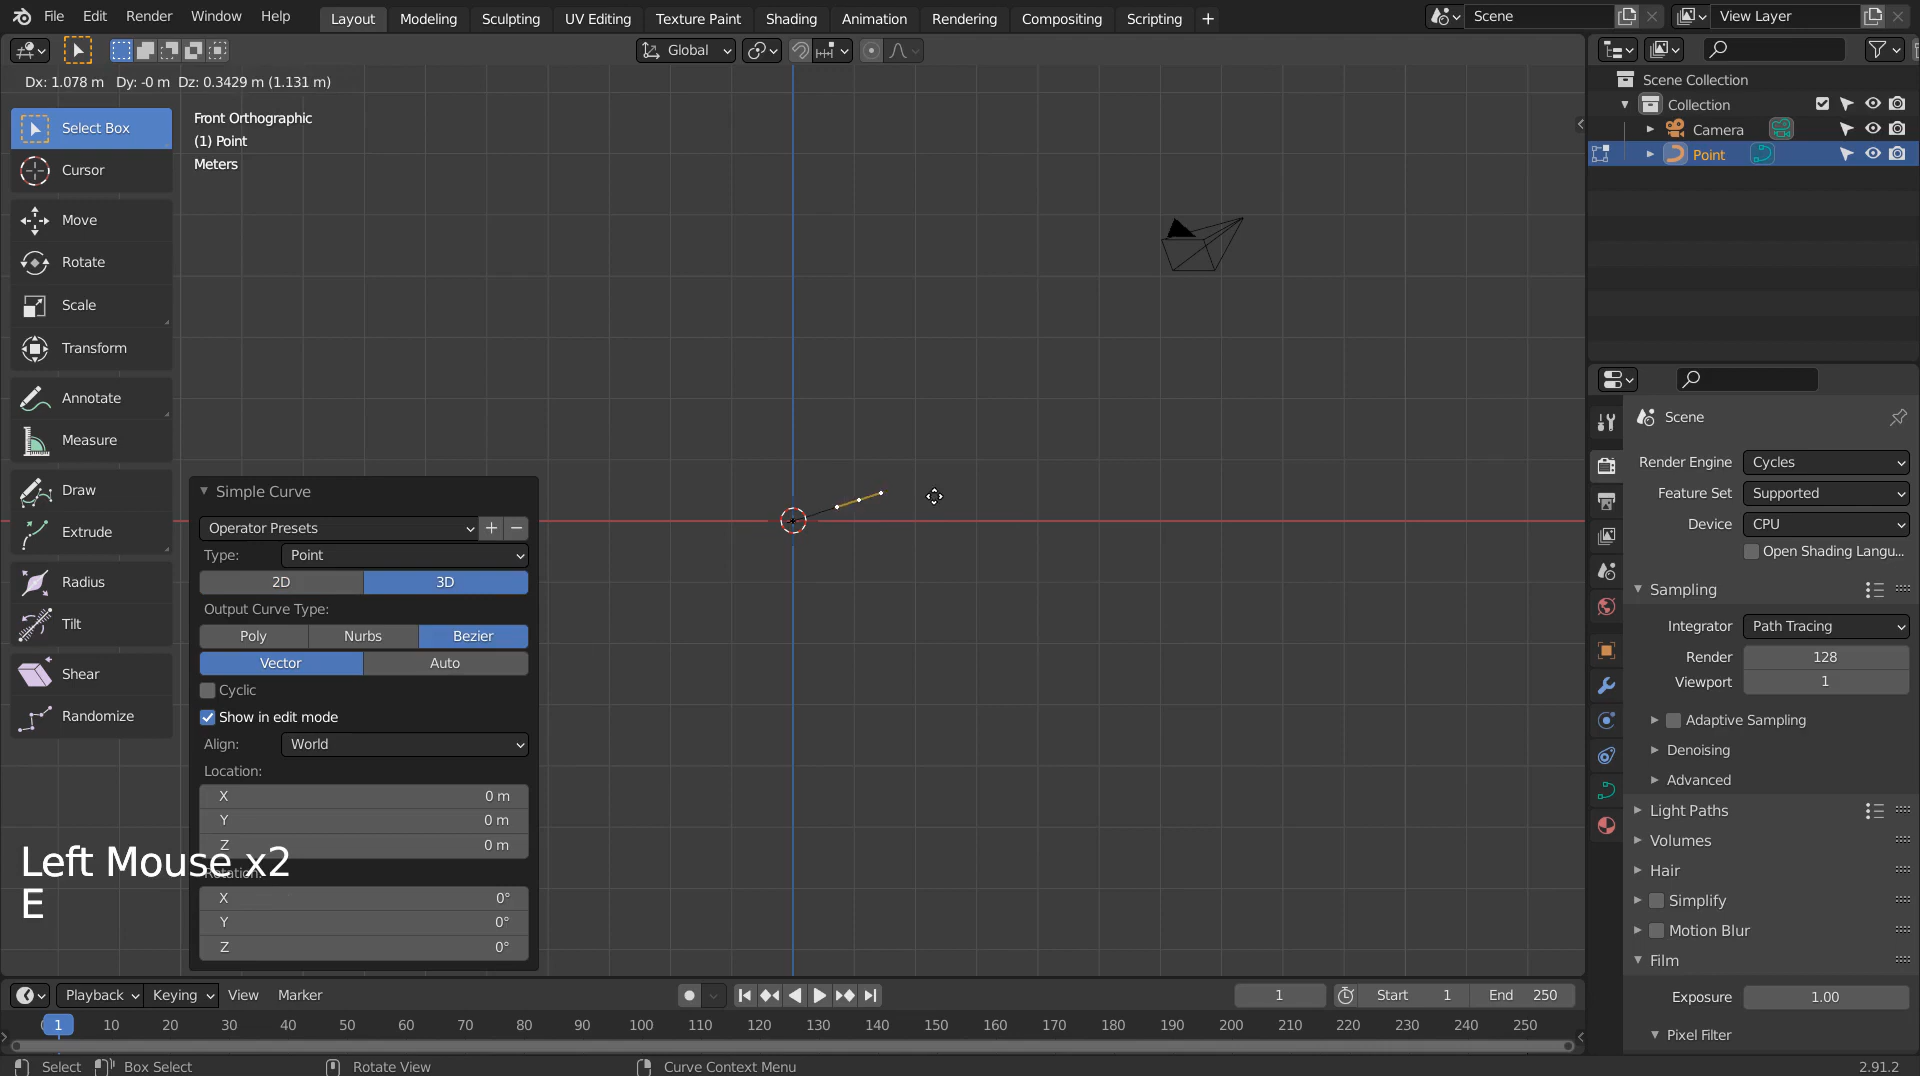 File Edit Render Window Help Layout Modeling Sculpting UV Editing Texture Paint Shading Animation Rendering Compositing Scripting + Scene View Layer
Global
Dx: 1.078 m Dy: -0 m Dz: 0.3429 m (1.131 m)
Front Orthographic
(1) Point
Meters
Select Box
Cursor
Move
Rotate
Scale
Transform
Annotate
Measure
Draw
Extrude
Radius
Tilt
Shear
Randomize
Simple Curve
Operator Presets
Type: Point
2D 3D
Output Curve Type:
Poly Nurbs Bezier
Vector Auto
Cyclic
Show in edit mode
Align: World
Location:
X 0 m
Y 0 m
Z 0 m
Rotation:
X 0°
Y 0°
Z 0°
Left Mouse x2
E
Scene Collection
Collection
Camera
Point
Scene
Render Engine Cycles
Feature Set Supported
Device CPU
Open Shading Langu...
Sampling
Integrator Path Tracing
Render 128
Viewport 1
Adaptive Sampling
Denoising
Advanced
Light Paths
Volumes
Hair
Simplify
Motion Blur
Film
Exposure 1.00
Pixel Filter
Playback Keying View Marker 1 Start 1 End 250
1 10 20 30 40 50 60 70 80 90 100 110 120 130 140 150 160 170 180 190 200 210 220 230 240 250
Select Box Select Rotate View Curve Context Menu 2.91.2